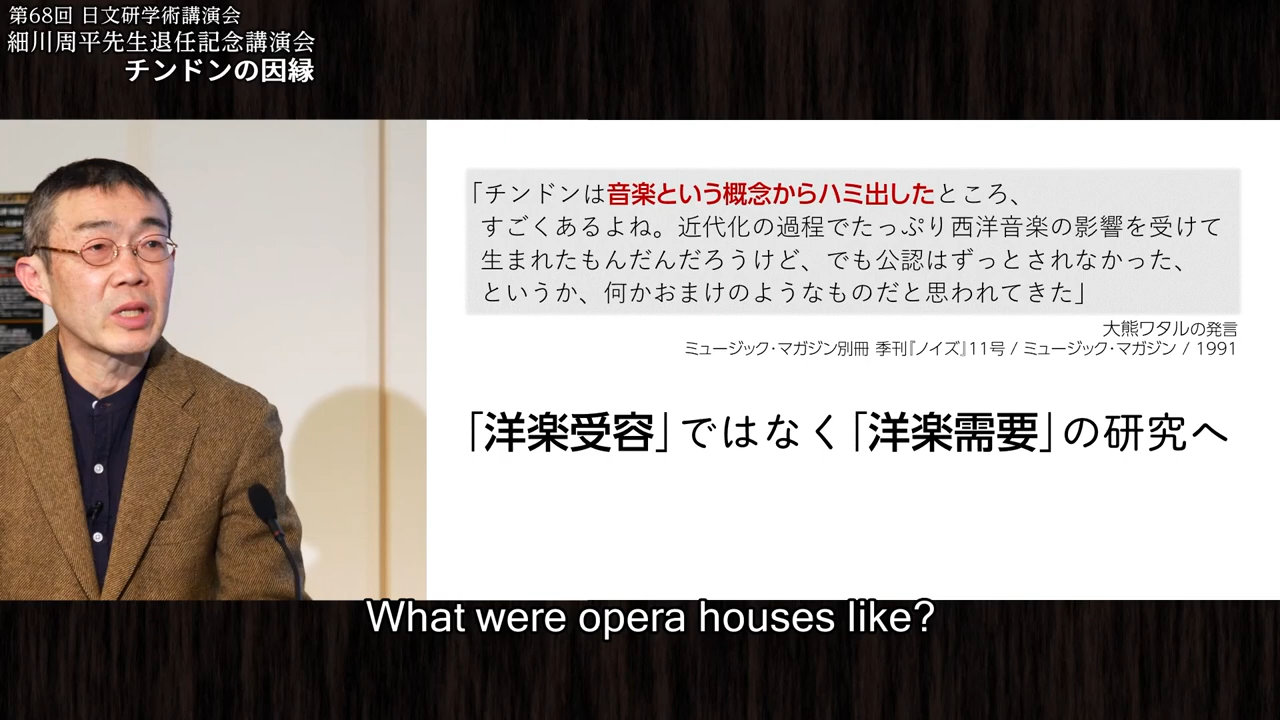 第68回 日文研学術講演会
細川周平先生退任記念講演会
チンドンの因縁
「チンドンは音楽という概念からハミ出したところ、
すごくあるよね。近代化の過程でたっぷり西洋音楽の影響を受けて
生まれたもんだんだろうけど、でも公認はずっとされなかった、
というか、何かおまけのようなものだと思われてきた」
大熊ワタルの発言
ミュージック・マガジン別冊 季刊『ノイズ』11号 / ミュージック・マガジン / 1991
「洋楽受容」ではなく「洋楽需要」の研究へ
What were opera houses like?